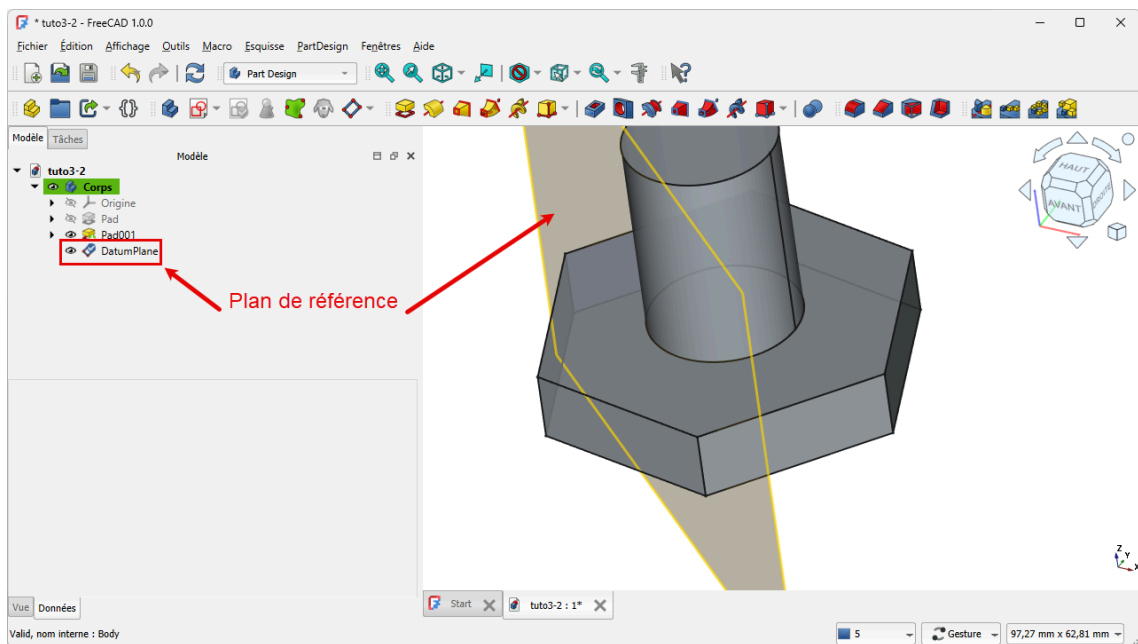 * tuto3-2 - FreeCAD 1.0.0
Fichier Édition Affichage Outils Macro Esquisse PartDesign Fenêtres Aide
Part Design
Modèle Tâches
Modèle
tuto3-2
Corps
Origine
Pad
Pad001
DatumPlane
Plan de référence
HAUT
AVANT
DROITE
Z
Y
X
Vue Données
Start
tuto3-2 : 1*
Valid, nom interne : Body
5
Gesture
97,27 mm x 62,81 mm